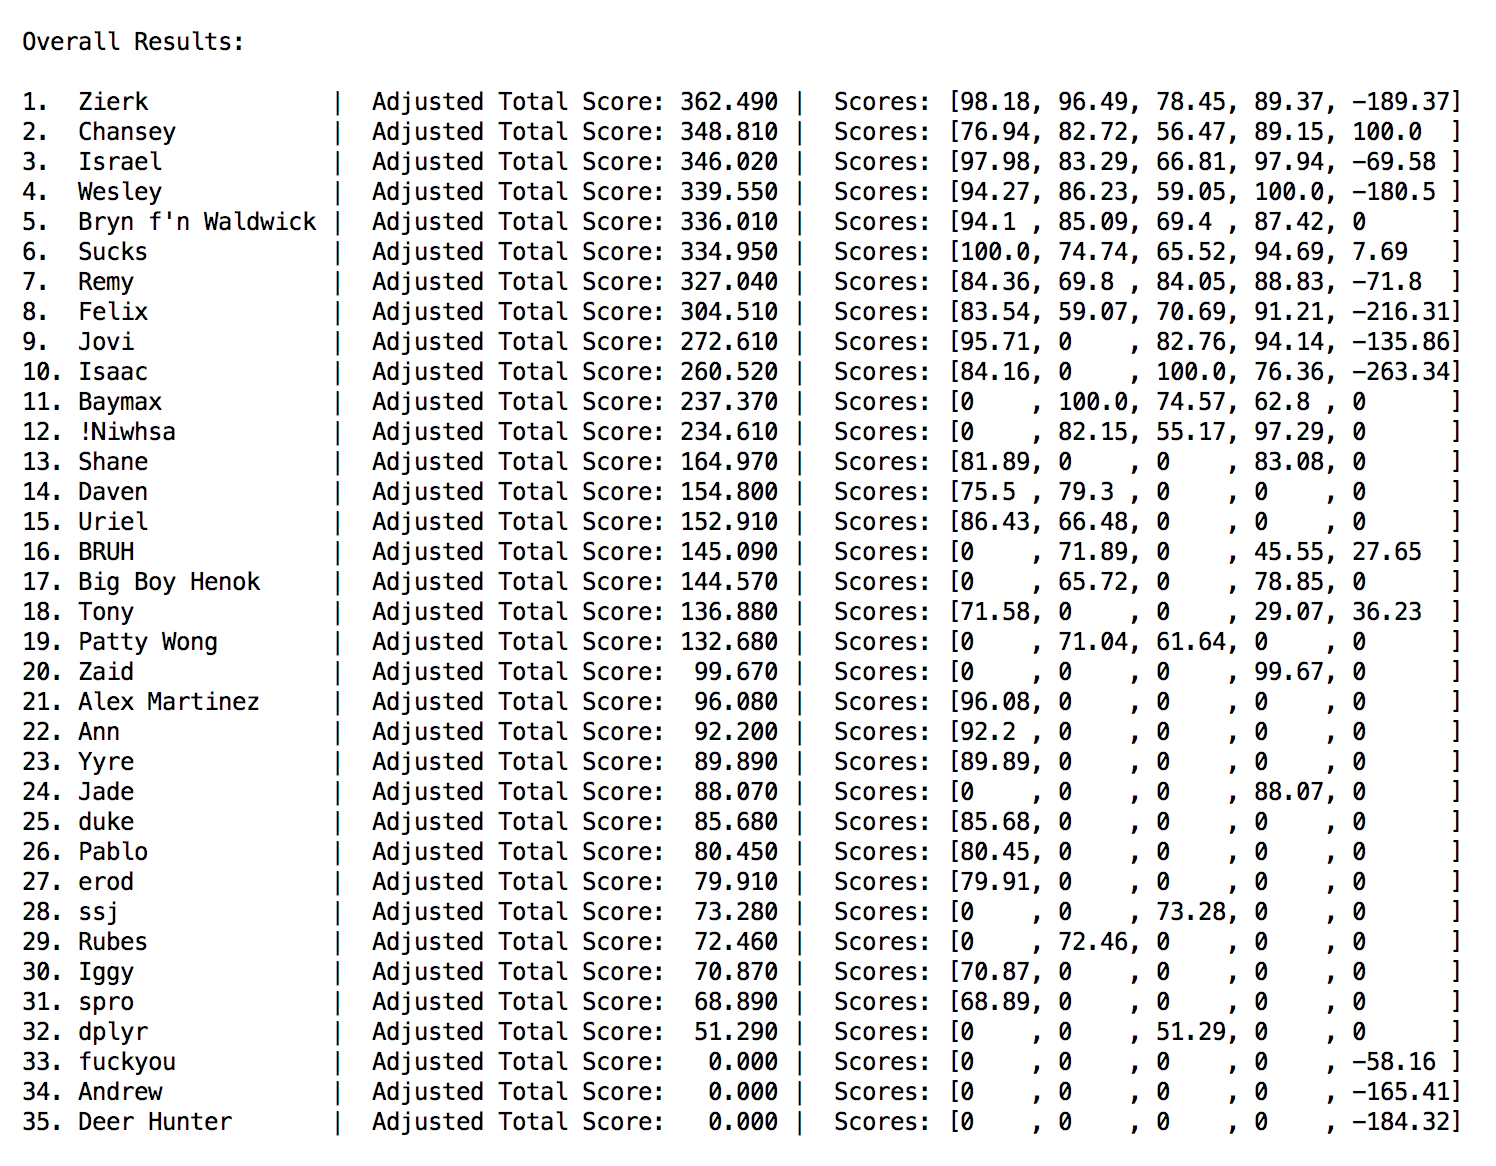 Overall Results:
1.  Zierk             |  Adjusted Total Score: 362.490 |  Scores: [98.18, 96.49, 78.45, 89.37, -189.37]
2.  Chansey           |  Adjusted Total Score: 348.810 |  Scores: [76.94, 82.72, 56.47, 89.15, 100.0  ]
3.  Israel            |  Adjusted Total Score: 346.020 |  Scores: [97.98, 83.29, 66.81, 97.94, -69.58 ]
4.  Wesley            |  Adjusted Total Score: 339.550 |  Scores: [94.27, 86.23, 59.05, 100.0, -180.5 ]
5.  Bryn f'n Waldwick |  Adjusted Total Score: 336.010 |  Scores: [94.1 , 85.09, 69.4 , 87.42, 0      ]
6.  Sucks             |  Adjusted Total Score: 334.950 |  Scores: [100.0, 74.74, 65.52, 94.69, 7.69   ]
7.  Remy              |  Adjusted Total Score: 327.040 |  Scores: [84.36, 69.8 , 84.05, 88.83, -71.8  ]
8.  Felix             |  Adjusted Total Score: 304.510 |  Scores: [83.54, 59.07, 70.69, 91.21, -216.31]
9.  Jovi              |  Adjusted Total Score: 272.610 |  Scores: [95.71, 0    , 82.76, 94.14, -135.86]
10. Isaac             |  Adjusted Total Score: 260.520 |  Scores: [84.16, 0    , 100.0, 76.36, -263.34]
11. Baymax            |  Adjusted Total Score: 237.370 |  Scores: [0    , 100.0, 74.57, 62.8 , 0      ]
12. !Niwhsa           |  Adjusted Total Score: 234.610 |  Scores: [0    , 82.15, 55.17, 97.29, 0      ]
13. Shane             |  Adjusted Total Score: 164.970 |  Scores: [81.89, 0    , 0    , 83.08, 0      ]
14. Daven             |  Adjusted Total Score: 154.800 |  Scores: [75.5 , 79.3 , 0    , 0    , 0      ]
15. Uriel             |  Adjusted Total Score: 152.910 |  Scores: [86.43, 66.48, 0    , 0    , 0      ]
16. BRUH              |  Adjusted Total Score: 145.090 |  Scores: [0    , 71.89, 0    , 45.55, 27.65  ]
17. Big Boy Henok     |  Adjusted Total Score: 144.570 |  Scores: [0    , 65.72, 0    , 78.85, 0      ]
18. Tony              |  Adjusted Total Score: 136.880 |  Scores: [71.58, 0    , 0    , 29.07, 36.23  ]
19. Patty Wong        |  Adjusted Total Score: 132.680 |  Scores: [0    , 71.04, 61.64, 0    , 0      ]
20. Zaid              |  Adjusted Total Score:  99.670 |  Scores: [0    , 0    , 0    , 99.67, 0      ]
21. Alex Martinez     |  Adjusted Total Score:  96.080 |  Scores: [96.08, 0    , 0    , 0    , 0      ]
22. Ann               |  Adjusted Total Score:  92.200 |  Scores: [92.2 , 0    , 0    , 0    , 0      ]
23. Yyre              |  Adjusted Total Score:  89.890 |  Scores: [89.89, 0    , 0    , 0    , 0      ]
24. Jade              |  Adjusted Total Score:  88.070 |  Scores: [0    , 0    , 0    , 88.07, 0      ]
25. duke              |  Adjusted Total Score:  85.680 |  Scores: [85.68, 0    , 0    , 0    , 0      ]
26. Pablo             |  Adjusted Total Score:  80.450 |  Scores: [80.45, 0    , 0    , 0    , 0      ]
27. erod              |  Adjusted Total Score:  79.910 |  Scores: [79.91, 0    , 0    , 0    , 0      ]
28. ssj               |  Adjusted Total Score:  73.280 |  Scores: [0    , 0    , 73.28, 0    , 0      ]
29. Rubes             |  Adjusted Total Score:  72.460 |  Scores: [0    , 72.46, 0    , 0    , 0      ]
30. Iggy              |  Adjusted Total Score:  70.870 |  Scores: [70.87, 0    , 0    , 0    , 0      ]
31. spro              |  Adjusted Total Score:  68.890 |  Scores: [68.89, 0    , 0    , 0    , 0      ]
32. dplyr             |  Adjusted Total Score:  51.290 |  Scores: [0    , 0    , 51.29, 0    , 0      ]
33. fuckyou           |  Adjusted Total Score:   0.000 |  Scores: [0    , 0    , 0    , 0    , -58.16 ]
34. Andrew            |  Adjusted Total Score:   0.000 |  Scores: [0    , 0    , 0    , 0    , -165.41]
35. Deer Hunter       |  Adjusted Total Score:   0.000 |  Scores: [0    , 0    , 0    , 0    , -184.32]